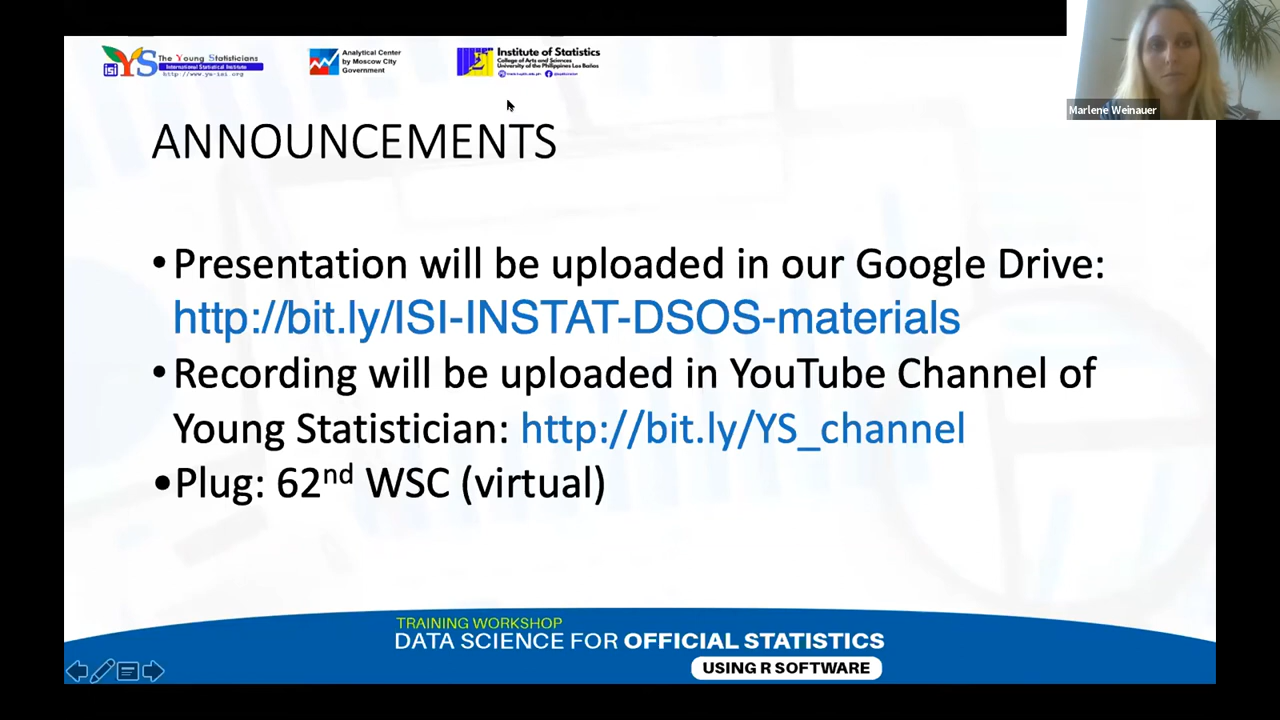 The Young Statisticians
International Statistical Institute
http://www.ys-isi.org
isi
YS
Analytical Center
by Moscow City
Government
Institute of Statistics
College of Arts and Sciences
University of the Philippines Los Baños
Marlene Weinauer
ANNOUNCEMENTS
•Presentation will be uploaded in our Google Drive:
http://bit.ly/ISI-INSTAT-DSOS-materials
•Recording will be uploaded in YouTube Channel of
Young Statistician: http://bit.ly/YS_channel
•Plug: 62nd WSC (virtual)
TRAINING WORKSHOP
DATA SCIENCE FOR OFFICIAL STATISTICS
USING R SOFTWARE